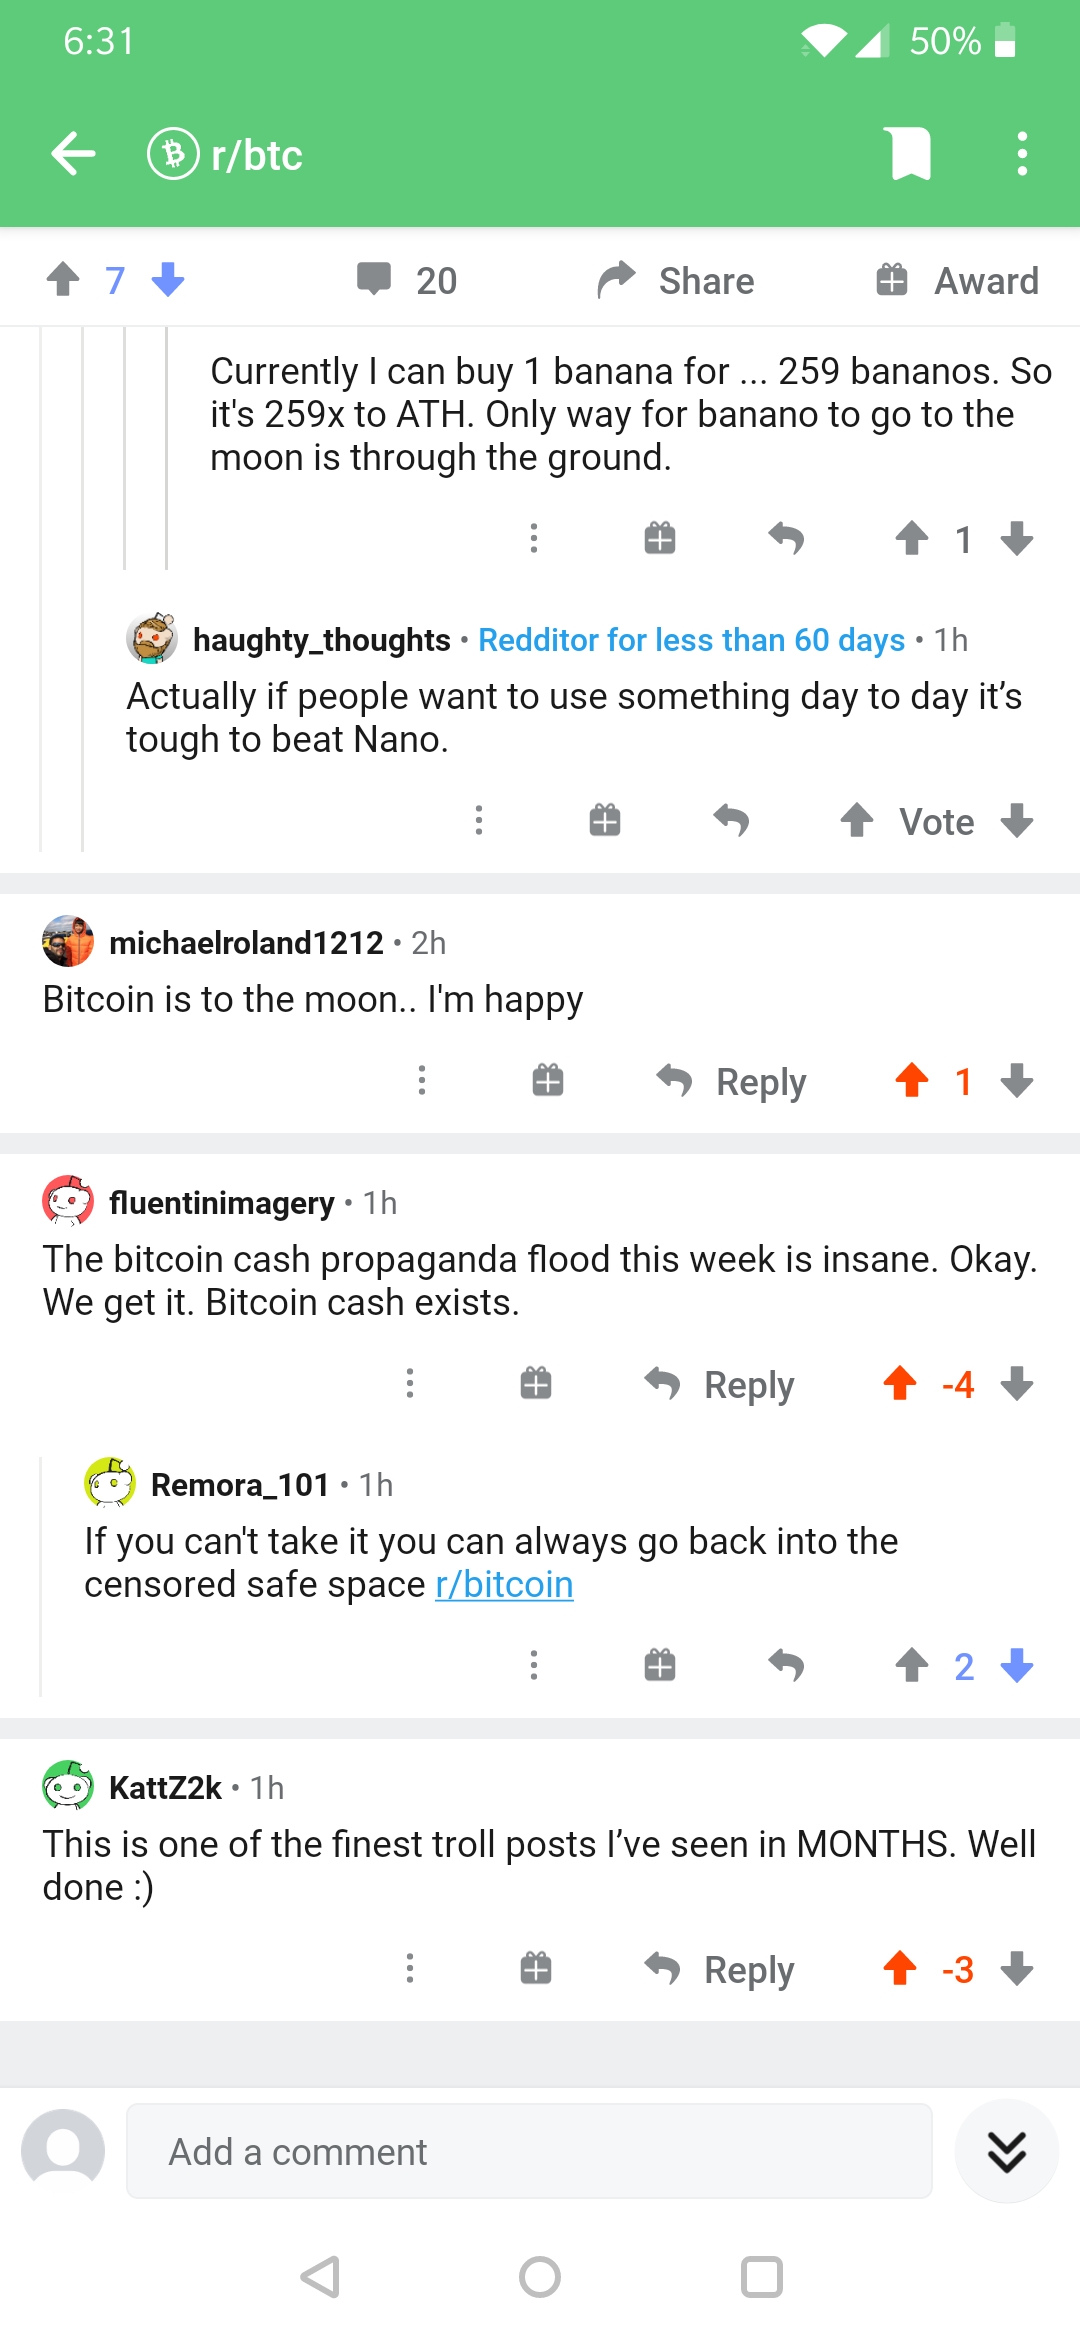 6:31
50%
r/btc
7
20
Share
Award
Currently I can buy 1 banana for ... 259 bananos. So
it's 259x to ATH. Only way for banano to go to the
moon is through the ground.
1
haughty_thoughts • Redditor for less than 60 days • 1h
Actually if people want to use something day to day it’s
tough to beat Nano.
Vote
michaelroland1212 • 2h
Bitcoin is to the moon.. I'm happy
Reply
1
fluentinimagery • 1h
The bitcoin cash propaganda flood this week is insane. Okay.
We get it. Bitcoin cash exists.
Reply
-4
Remora_101 • 1h
If you can't take it you can always go back into the
censored safe space r/bitcoin
2
KattZ2k • 1h
This is one of the finest troll posts I’ve seen in MONTHS. Well
done :)
Reply
-3
Add a comment